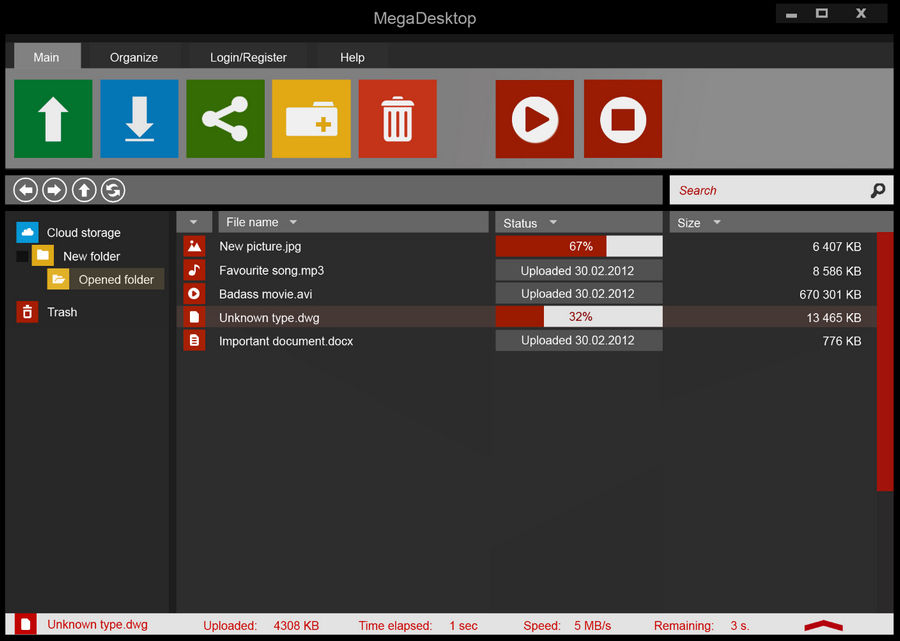 MegaDesktop
Main Organize Login/Register Help
Search
File name Status Size
Cloud storage
New folder
Opened folder
Trash
New picture.jpg 67% 6 407 KB
Favourite song.mp3 Uploaded 30.02.2012 8 586 KB
Badass movie.avi Uploaded 30.02.2012 670 301 KB
Unknown type.dwg 32% 13 465 KB
Important document.docx Uploaded 30.02.2012 776 KB
Unknown type.dwg Uploaded: 4308 KB Time elapsed: 1 sec Speed: 5 MB/s Remaining: 3 s.